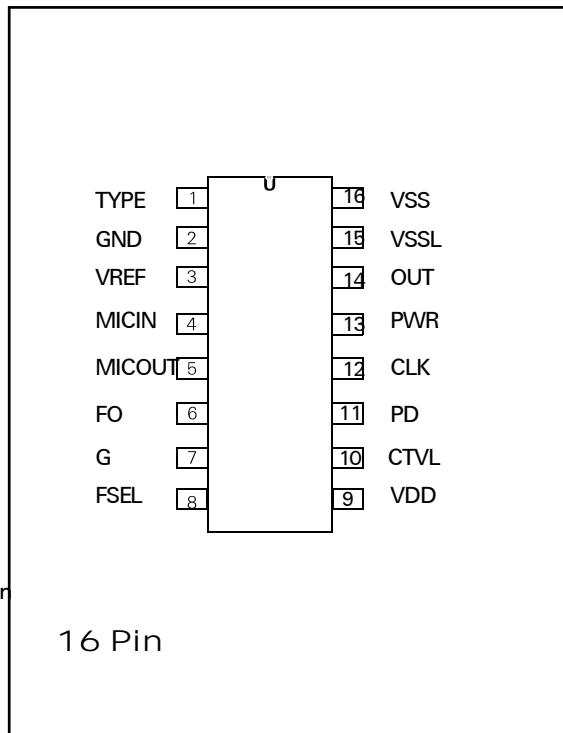 TYPE 1 16 VSS
GND 2 15 VSSL
VREF 3 14 OUT
MICIN 4 13 PWR
MICOUT 5 12 CLK
FO 6 11 PD
G 7 10 CTVL
FSEL 8 9 VDD
n
16 Pin